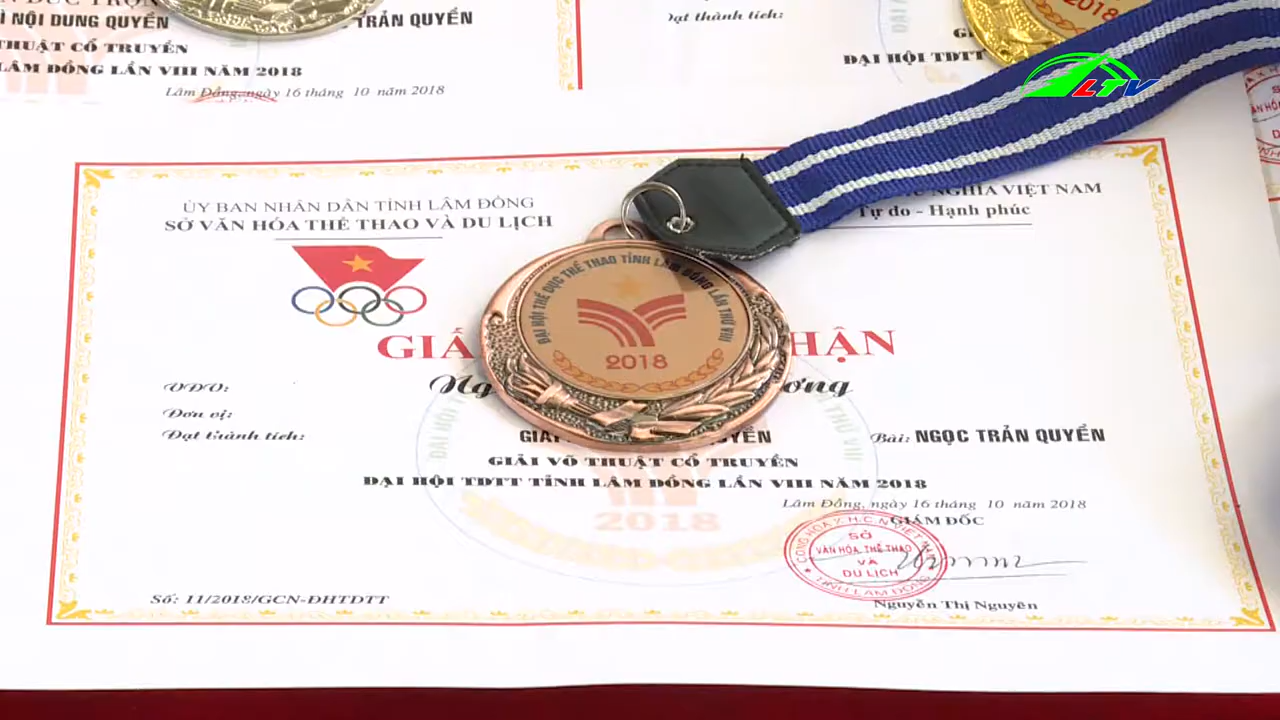 NỘI DUNG QUYỀN
TRẢN QUYỀN
THUẬT CỔ TRUYỀN
LÂM ĐỒNG LẦN VIII NĂM 2018
Lâm Đồng, ngày 16 tháng 10 năm 2018
Đạt thành tích:
ĐẠI HỘI TDTT
2018
LTV
ỦY BAN NHÂN DÂN TỈNH LÂM ĐỒNG
SỞ VĂN HÓA THỂ THAO VÀ DU LỊCH
NGHĨA VIỆT NAM
Tự do - Hạnh phúc
ĐẠI HỘI THỂ DỤC THỂ THAO TỈNH LÂM ĐỒNG LẦN THỨ VIII
2018
VĐV:
Đơn vị:
Đạt thành tích:
Bài: NGỌC TRẢN QUYỀN
GIẢI VÕ THUẬT CỔ TRUYỀN
ĐẠI HỘI TDTT TỈNH LÂM ĐỒNG LẦN VIII NĂM 2018
2018
Lâm Đồng, ngày 16 tháng 10 năm 2018
GIÁM ĐỐC
SỞ
VĂN HÓA, THỂ THAO
VÀ
DU LỊCH
TỈNH LÂM ĐỒNG
Số: 11/2018/GCN-ĐHTDTT
Nguyễn Thị Nguyên